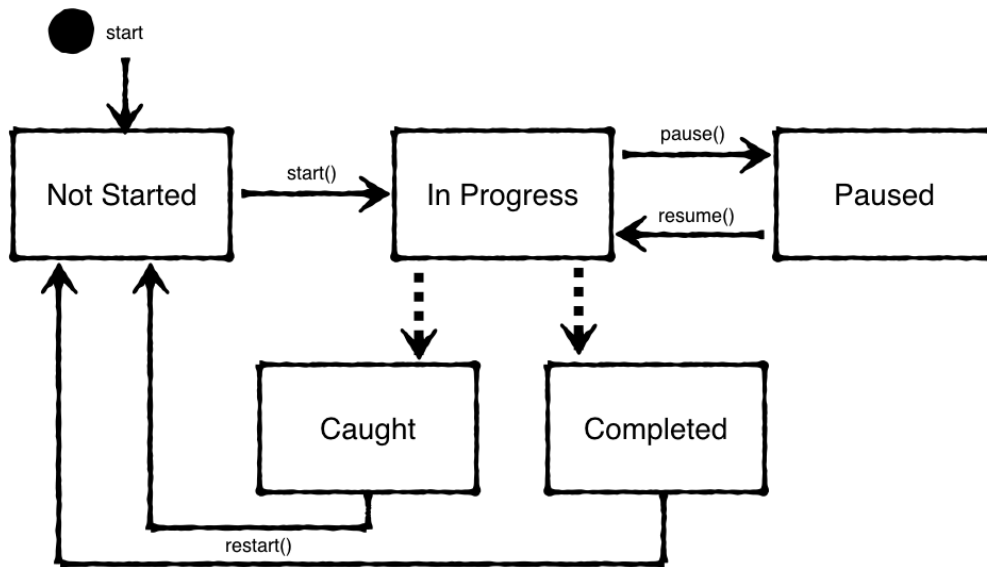 start
Not Started
start()
In Progress
pause()
resume()
Paused
Caught
Completed
restart()